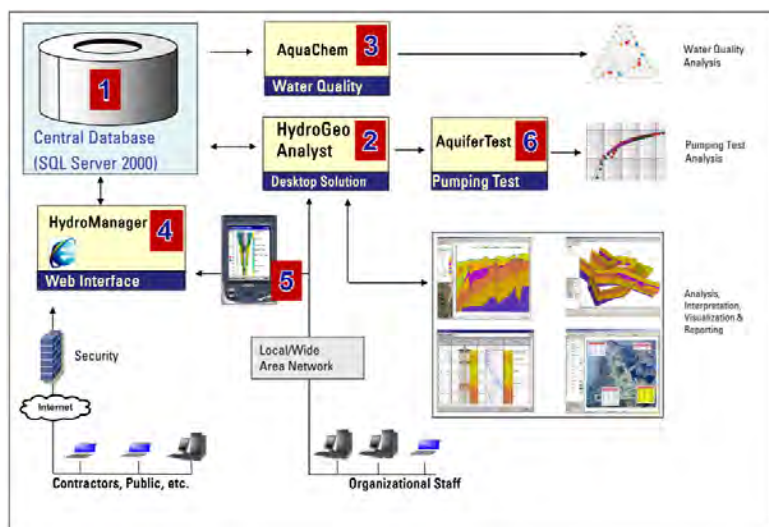 1
Central Database
(SQL Server 2000)
AquaChem
3
Water Quality
Water Quality
Analysis
HydroGeo
Analyst
2
Desktop Solution
AquiferTest
6
Pumping Test
Pumping Test
Analysis
HydroManager
4
Web Interface
5
Analysis,
Interpretation,
Visualization &
Reporting
Security
Local/Wide
Area Network
Internet
Contractors, Public, etc.
Organizational Staff